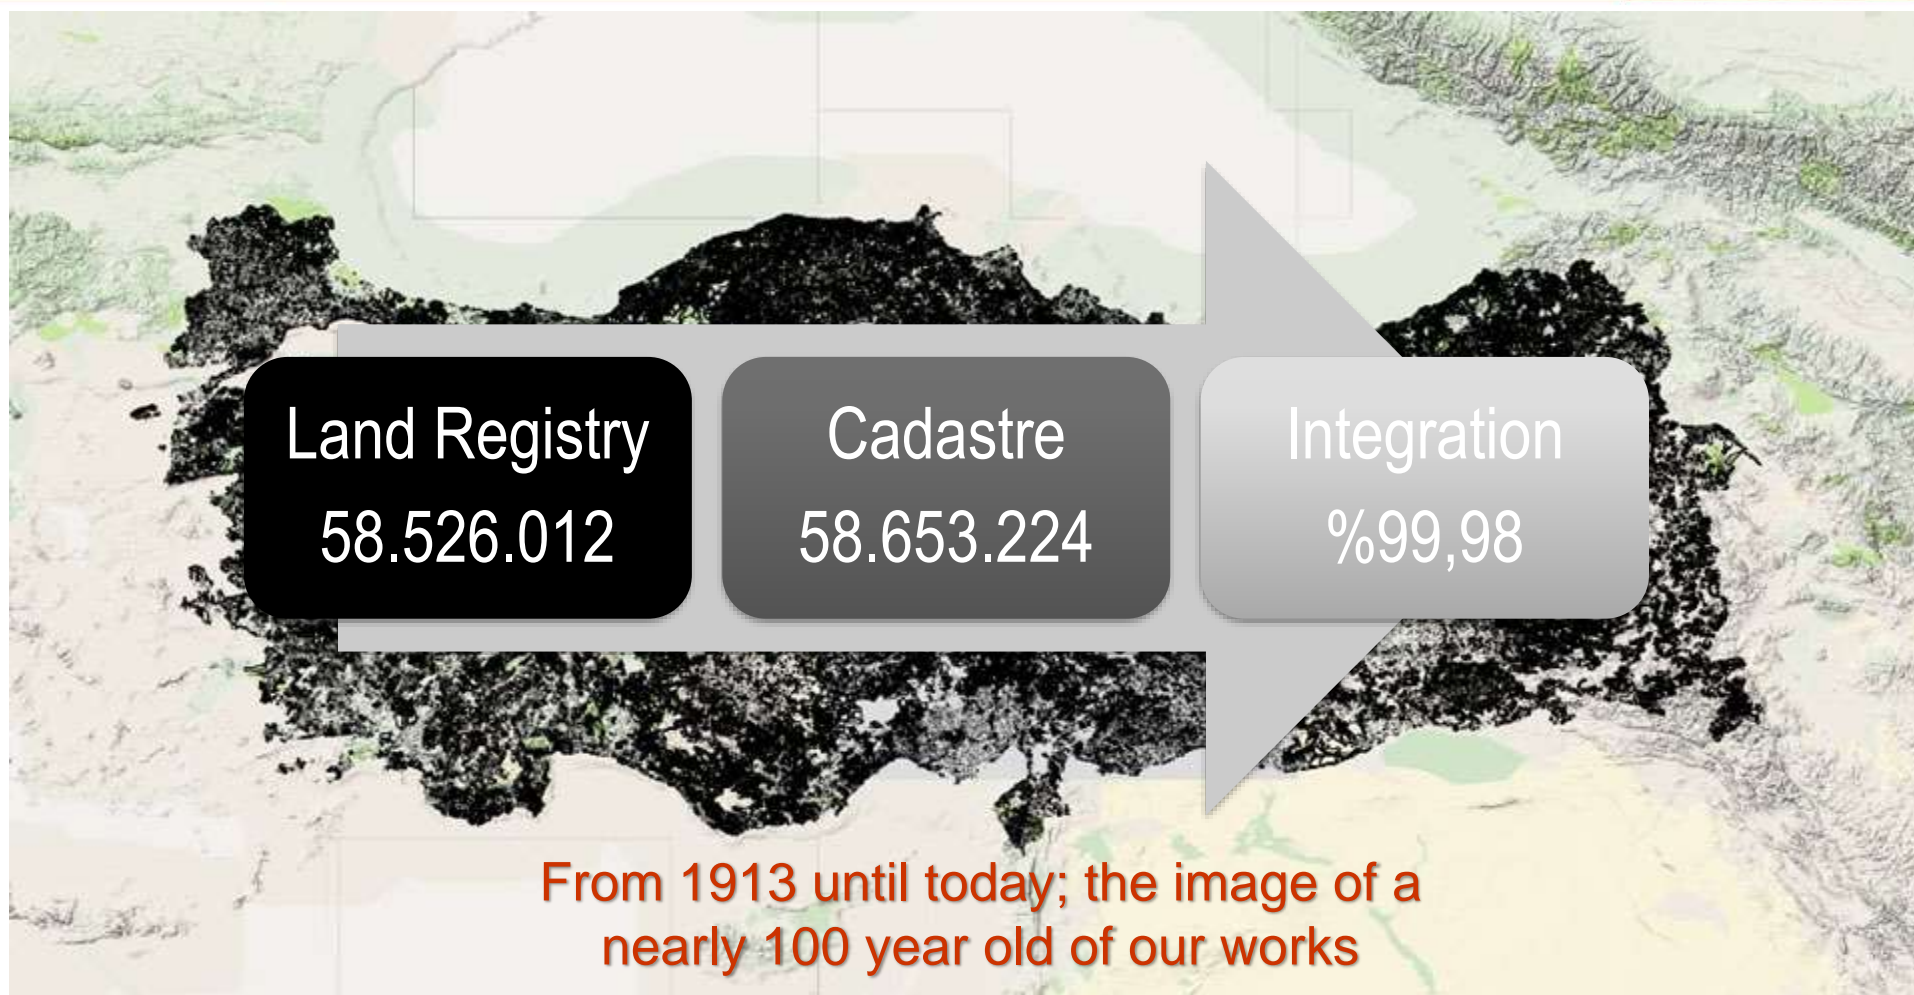 Land Registry
58.526.012
Cadastre
58.653.224
Integration
%99,98
From 1913 until today; the image of a
nearly 100 year old of our works